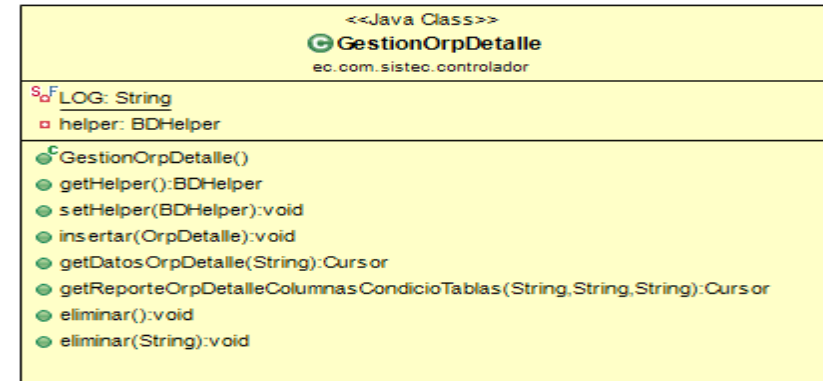 <<Java Class>>
C GestionOrpDetalle
ec.com.sistec.controlador
S F LOG: String
helper: BDHelper
C GestionOrpDetalle()
getHelper():BDHelper
setHelper(BDHelper):void
insertar(OrpDetalle):void
getDatosOrpDetalle(String):Cursor
getReporteOrpDetalleColumnasCondicioTablas(String,String,String):Cursor
eliminar():void
eliminar(String):void